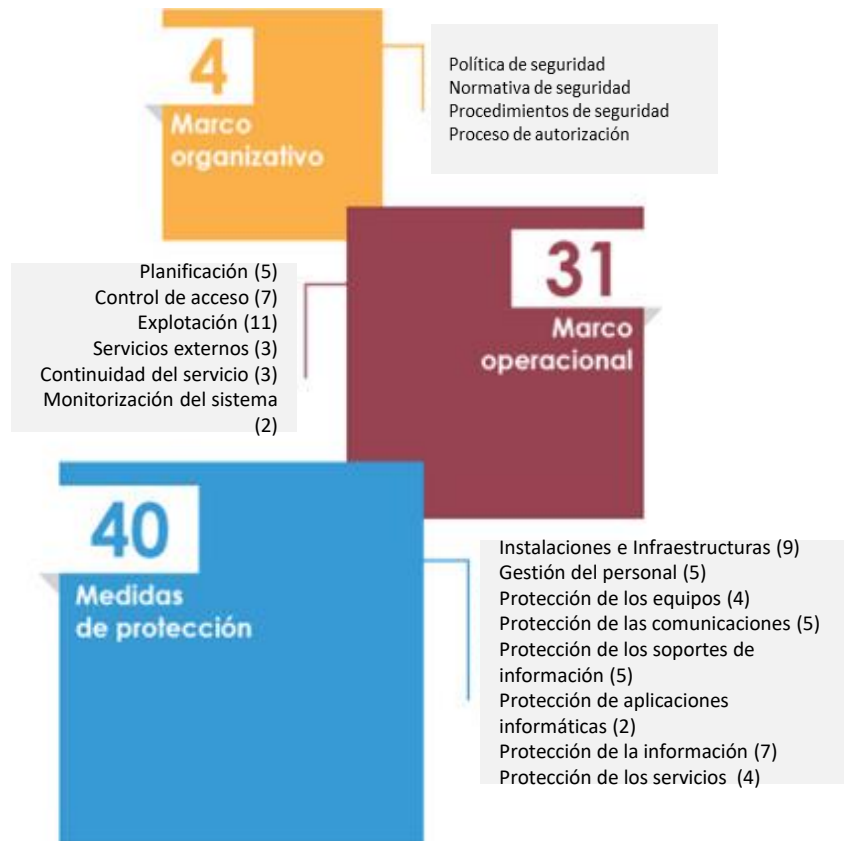 4
Marco
organizativo
Política de seguridad
Normativa de seguridad
Procedimientos de seguridad
Proceso de autorización
31
Marco
operacional
Planificación (5)
Control de acceso (7)
Explotación (11)
Servicios externos (3)
Continuidad del servicio (3)
Monitorización del sistema
(2)
40
Medidas
de protección
Instalaciones e Infraestructuras (9)
Gestión del personal (5)
Protección de los equipos (4)
Protección de las comunicaciones (5)
Protección de los soportes de
información (5)
Protección de aplicaciones
informáticas (2)
Protección de la información (7)
Protección de los servicios (4)